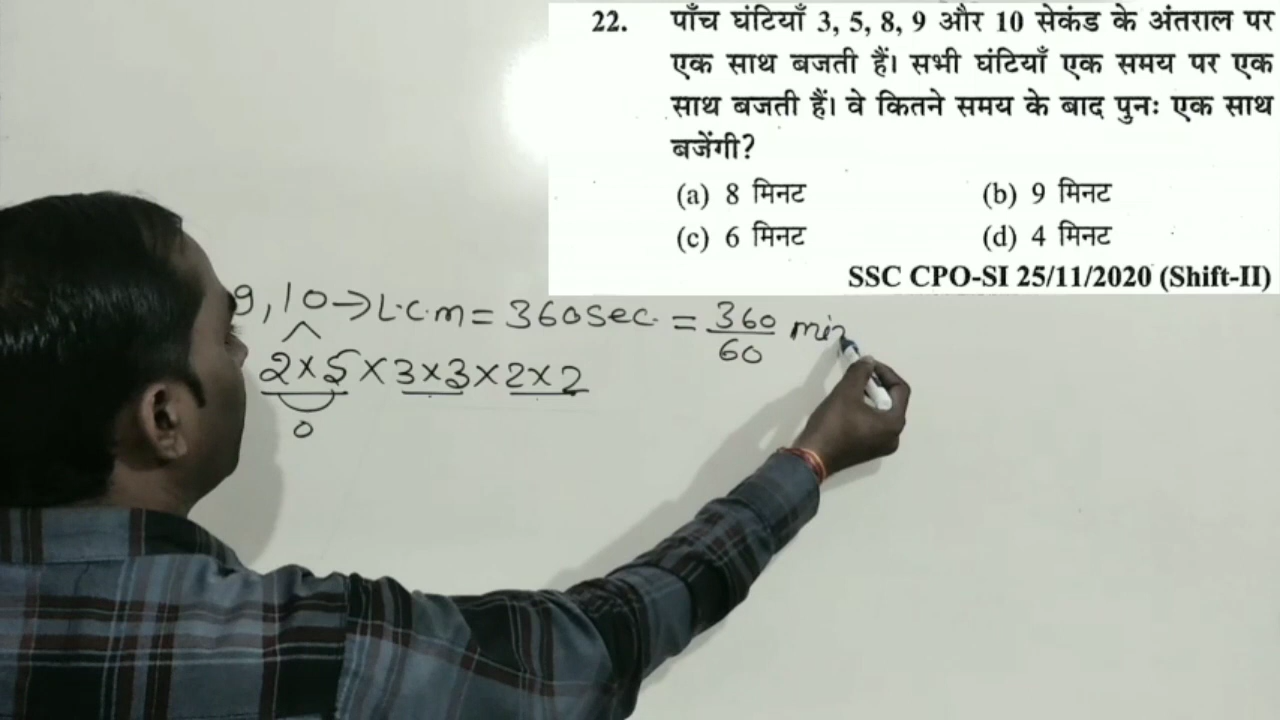 22. पाँच घंटियाँ 3, 5, 8, 9 और 10 सेकंड के अंतराल पर
एक साथ बजती हैं। सभी घंटियाँ एक समय पर एक
साथ बजती हैं। वे कितने समय के बाद पुनः एक साथ
बजेंगी?
(a) 8 मिनट (b) 9 मिनट
(c) 6 मिनट (d) 4 मिनट
SSC CPO-SI 25/11/2020 (Shift-II)
9, 10 → L.C.M = 360 sec. = 360/60 min
2×5×3×3×2×2
0